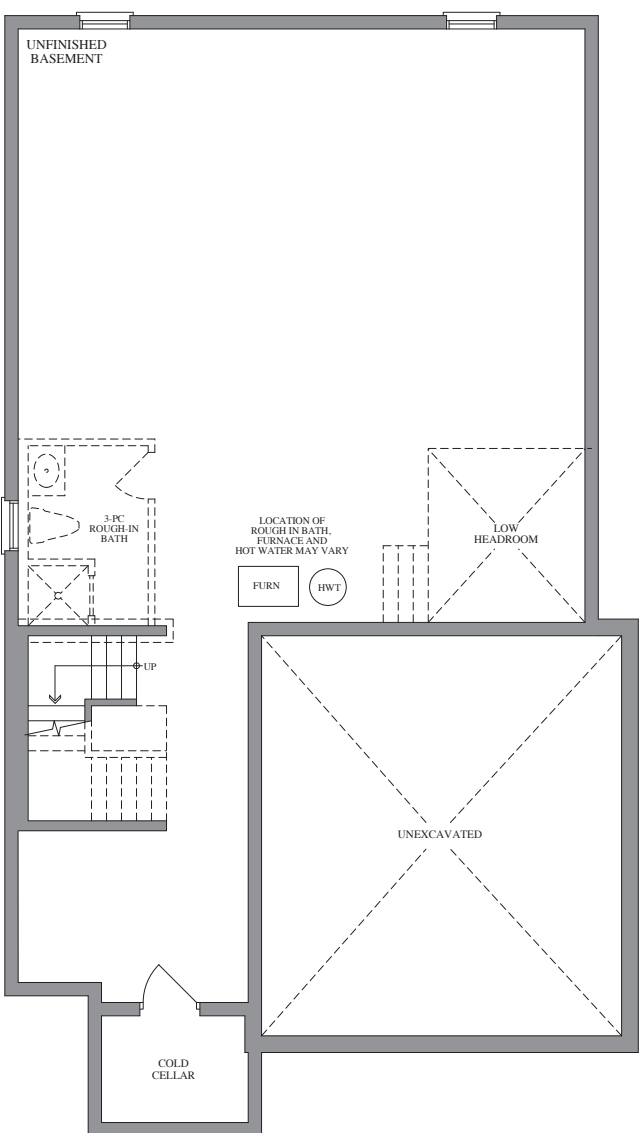 UNFINISHED
BASEMENT
3-PC
ROUGH-IN
BATH
LOCATION OF
ROUGH IN BATH,
FURNACE AND
HOT WATER MAY VARY
LOW
HEADROOM
FURN
HWT
UP
UNEXCAVATED
COLD
CELLAR